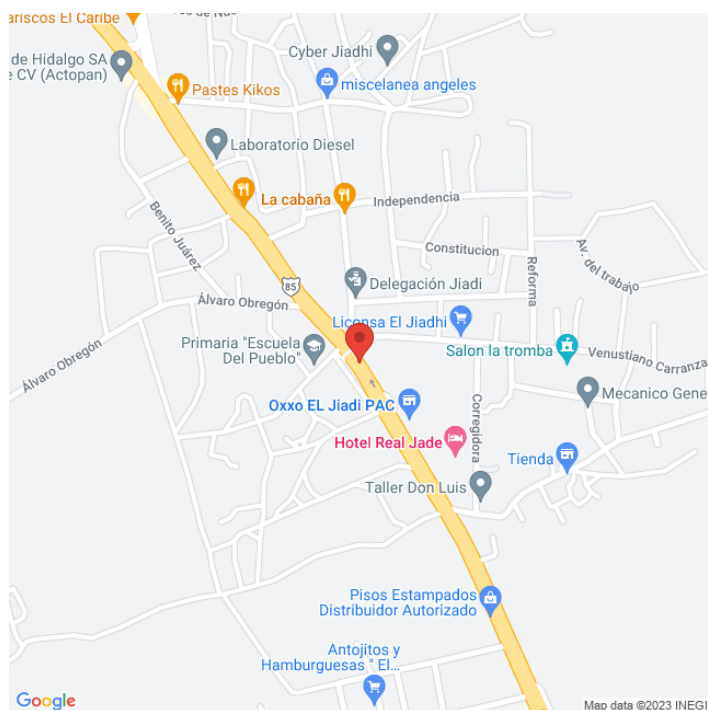 ariscos El Caribe
Cyber Jiadhi
de Hidalgo SA
e CV (Actopan)
miscelanea angeles
Pastes Kikos
Laboratorio Diesel
La cabaña
Independencia
Benito Juárez
Constitucion
Av. del trabajo
Reforma
85
Delegación Jiadi
Álvaro Obregón
Liconsa El Jiadhi
Primaria "Escuela
Del Pueblo"
Salon la tromba
Venustiano Carranza
Álvaro Obregón
Mecanico Gene
Oxxo EL Jiadi PAC
Corregidora
Hotel Real Jade
Tienda
Taller Don Luis
Pisos Estampados
Distribuidor Autorizado
Antojitos y
Hamburguesas " El...
Google
Map data ©2023 INEGI